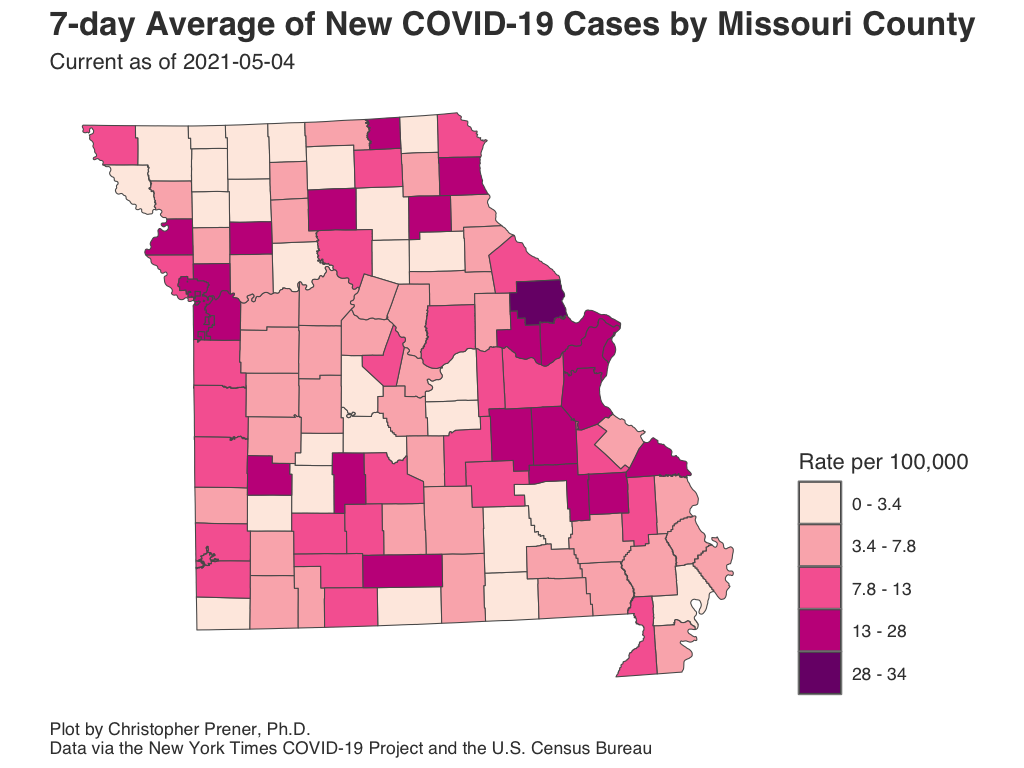 7-day Average of New COVID-19 Cases by Missouri County
Current as of 2021-05-04
Rate per 100,000
0 - 3.4
3.4 - 7.8
7.8 - 13
13 - 28
28 - 34
Plot by Christopher Prener, Ph.D.
Data via the New York Times COVID-19 Project and the U.S. Census Bureau